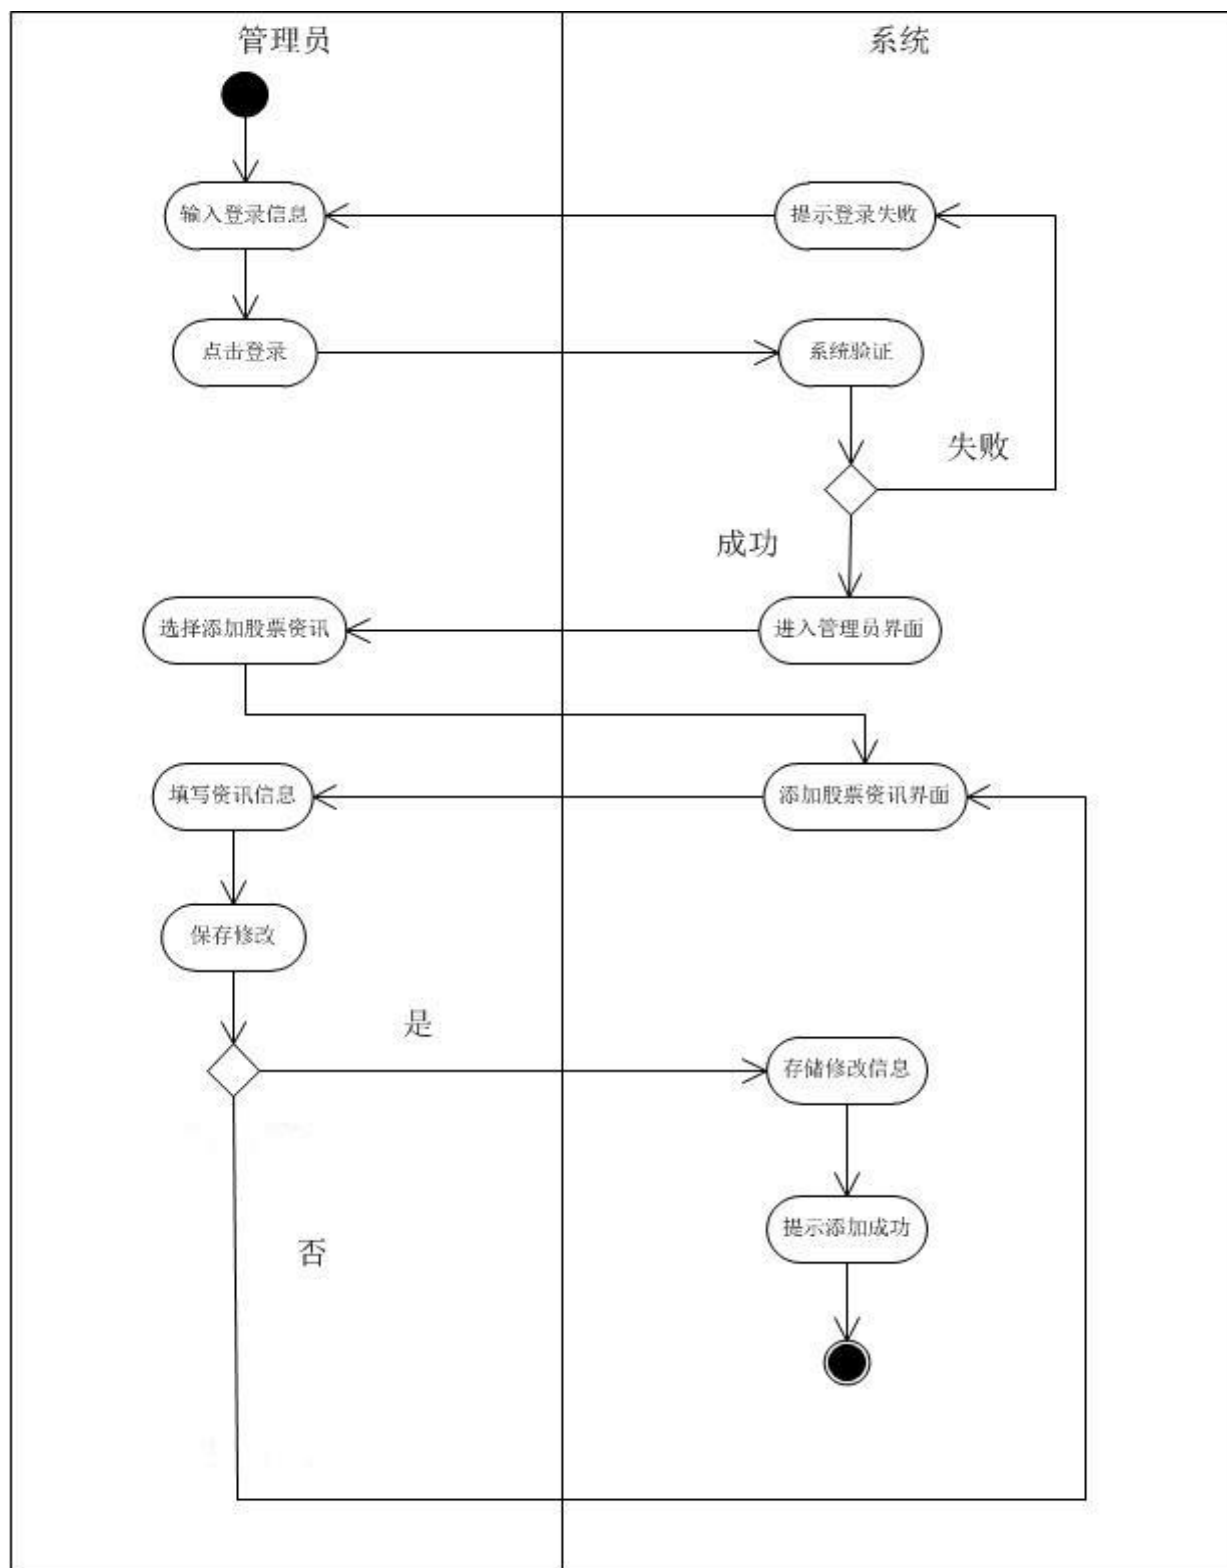 管理员
系统
输入登录信息
提示登录失败
点击登录
系统验证
失败
成功
选择添加股票资讯
进入管理员界面
填写资讯信息
添加股票资讯界面
保存修改
是
存储修改信息
提示添加成功
否